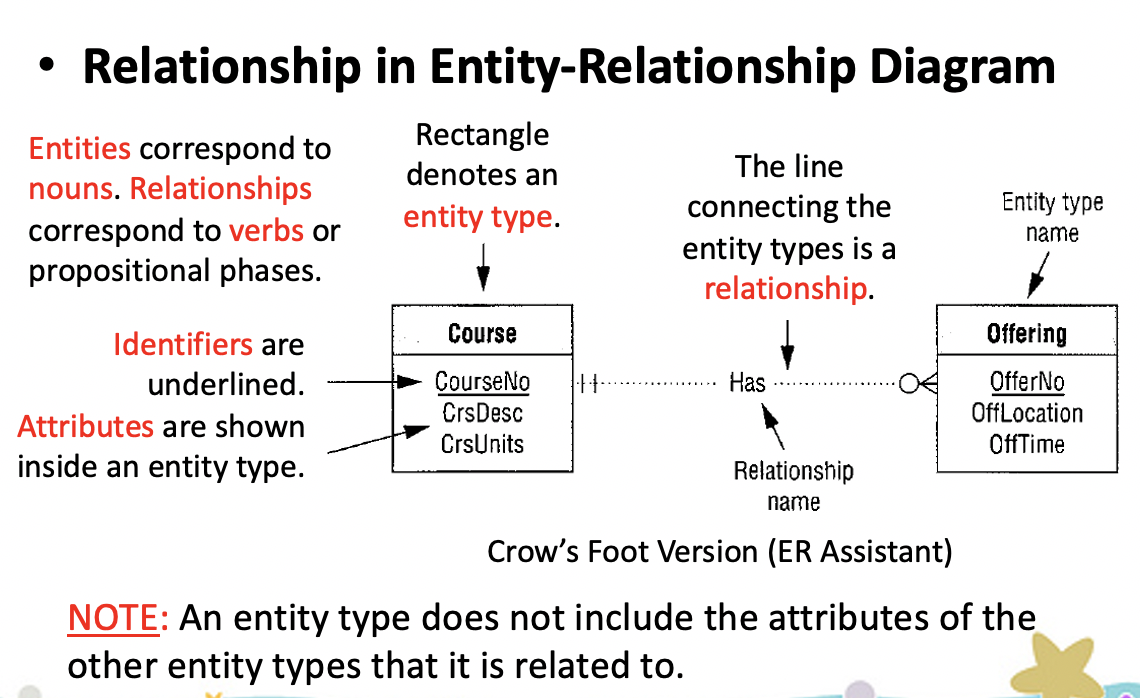 • Relationship in Entity-Relationship Diagram
Entities correspond to
nouns. Relationships
correspond to verbs or
propositional phases.
Rectangle
denotes an
entity type.
The line
connecting the
entity types is a
relationship.
Entity type
name
Identifiers are
underlined.
Attributes are shown
inside an entity type.
Course
CourseNo
CrsDesc
CrsUnits
Has
Offering
OfferNo
OffLocation
OffTime
Relationship
name
Crow's Foot Version (ER Assistant)
NOTE: An entity type does not include the attributes of the
other entity types that it is related to.